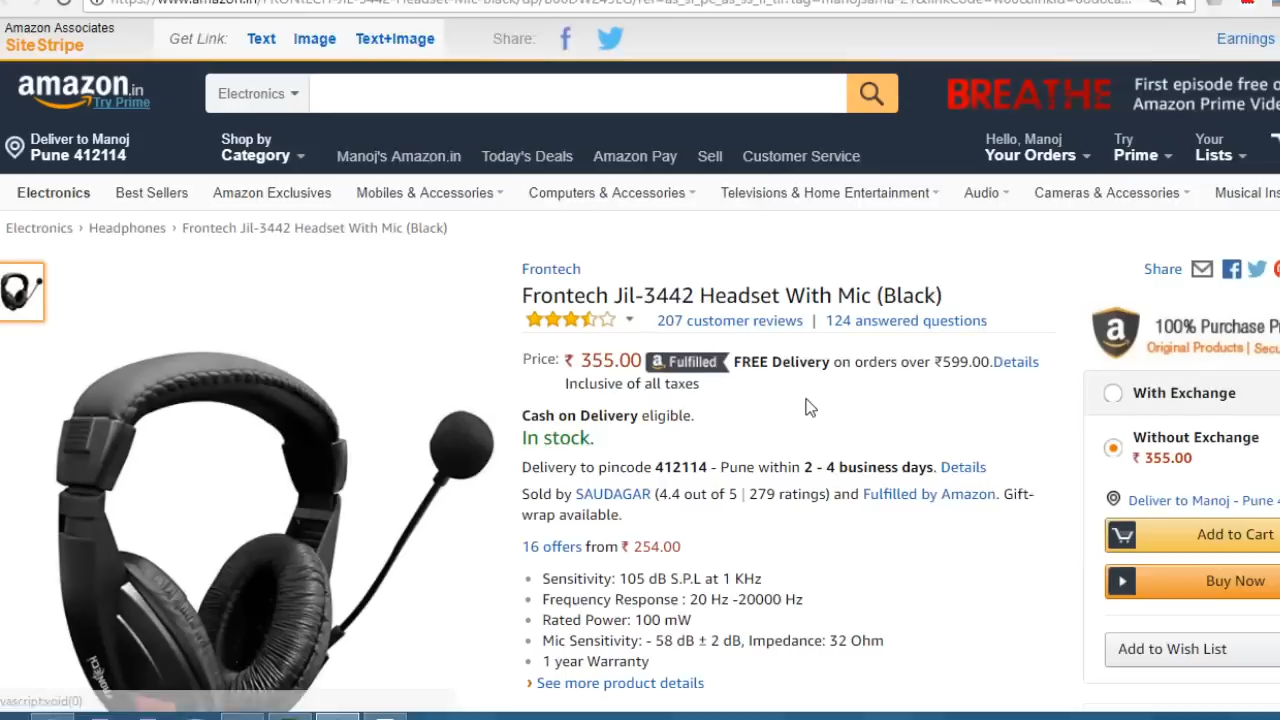 Amazon Associates
SiteStripe
Get Link: Text Image Text+Image Share: Earnings
amazon.in
Try Prime
Electronics
BREATHE
First episode free o
Amazon Prime Vide
Deliver to Manoj
Pune 412114
Shop by
Category
Manoj's Amazon.in Today's Deals Amazon Pay Sell Customer Service
Hello, Manoj
Your Orders
Try
Prime
Your
Lists
Electronics Best Sellers Amazon Exclusives Mobiles & Accessories Computers & Accessories Televisions & Home Entertainment Audio Cameras & Accessories Musical Ins
Electronics › Headphones › Frontech Jil-3442 Headset With Mic (Black)
Frontech
Share
Frontech Jil-3442 Headset With Mic (Black)
207 customer reviews | 124 answered questions
Price: ₹ 355.00 a Fulfilled FREE Delivery on orders over ₹599.00. Details
Inclusive of all taxes
Cash on Delivery eligible.
In stock.
Delivery to pincode 412114 - Pune within 2 - 4 business days. Details
Sold by SAUDAGAR (4.4 out of 5 | 279 ratings) and Fulfilled by Amazon. Gift-
wrap available.
16 offers from ₹ 254.00
• Sensitivity: 105 dB S.P.L at 1 KHz
• Frequency Response : 20 Hz -20000 Hz
• Rated Power: 100 mW
• Mic Sensitivity: - 58 dB ± 2 dB, Impedance: 32 Ohm
• 1 year Warranty
› See more product details
100% Purchase P
Original Products | Secu
With Exchange
Without Exchange
₹ 355.00
Deliver to Manoj - Pune 4
Add to Cart
Buy Now
Add to Wish List
FRONTECH
vascript:void(0)